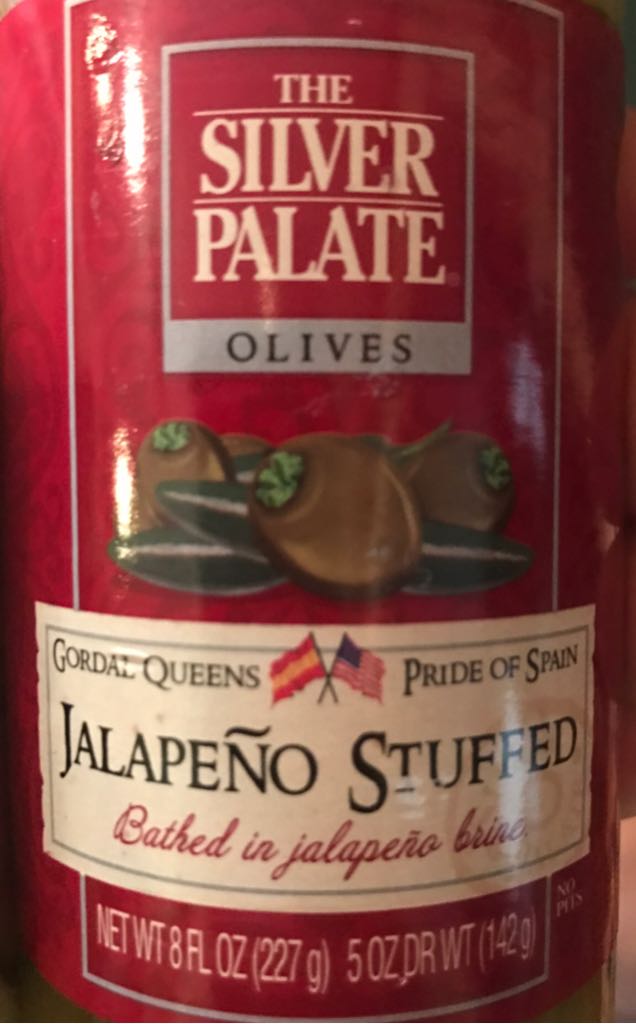 THE
SILVER
PALATE®
OLIVES
GORDAL QUEENS PRIDE OF SPAIN
JALAPEÑO STUFFED
Bathed in jalapeño brine.
NO
PITS
NET WT 8 FL OZ (227 g) 5 OZ, DR WT (142 g)